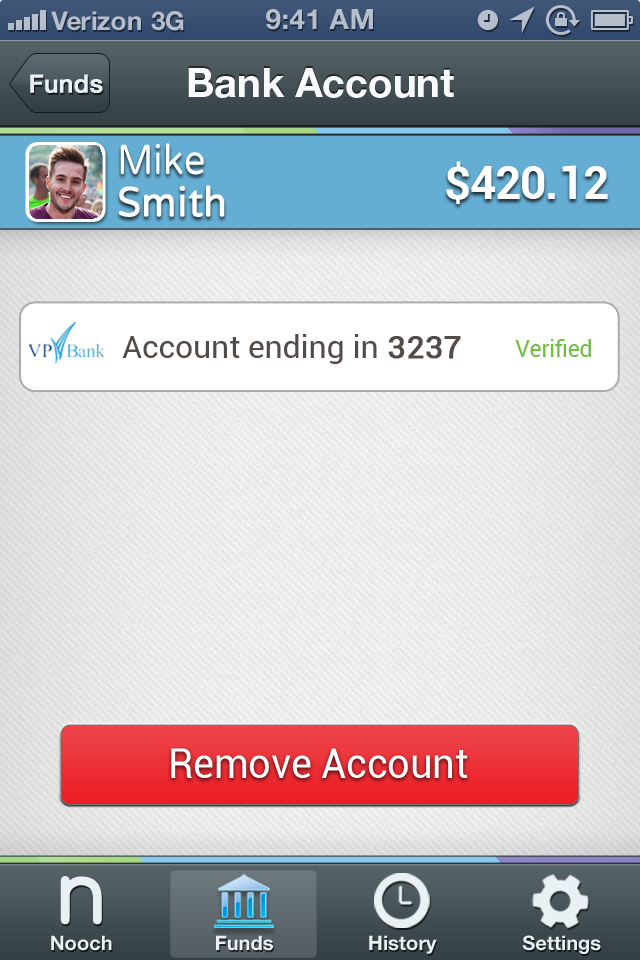 Verizon 3G 9:41 AM
Funds Bank Account
Mike
Smith
$420.12
VP Bank Account ending in 3237 Verified
Remove Account
n
Nooch Funds History Settings